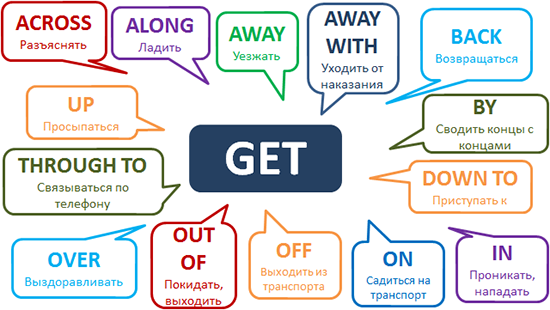 ACROSS
Разъяснять
ALONG
Ладить
AWAY
Уезжать
AWAY
WITH
Уходить от
наказания
BACK
Возвращаться
UP
Просыпаться
GET
BY
Сводить концы с
концами
THROUGH TO
Связываться по
телефону
DOWN TO
Приступать к
OVER
Выздоравливать
OUT
OF
Покидать,
выходить
OFF
Выходить из
транспорта
ON
Садиться на
транспорт
IN
Проникать,
нападать